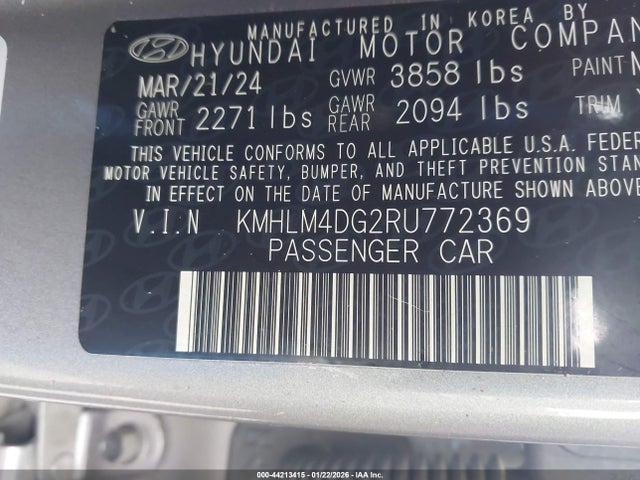 MANUFACTURED IN KOREA BY
HYUNDAI MOTOR COMPAN
MAR/21/24 GVWR 3858 lbs PAINT
GAWR FRONT 2271 lbs GAWR REAR 2094 lbs TRIM
THIS VEHICLE CONFORMS TO ALL APPLICABLE U.S.A. FEDER
MOTOR VEHICLE SAFETY, BUMPER, AND THEFT PREVENTION STAN
IN EFFECT ON THE DATE OF MANUFACTURE SHOWN ABOVE
V.I.N KMHLM4DG2RU772369
PASSENGER CAR
000-44213415 - 01/22/2026 - IAA Inc.